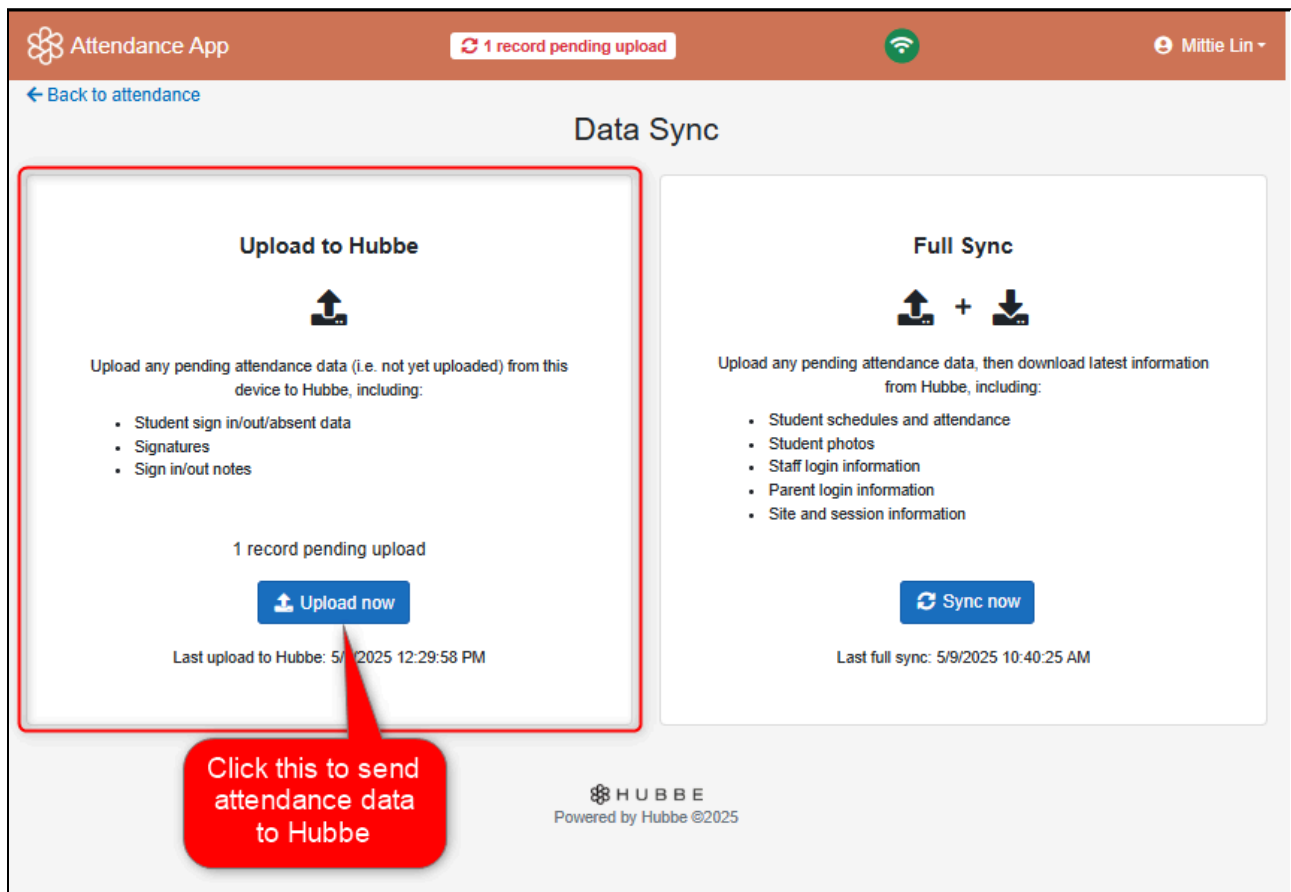 Attendance App
1 record pending upload
Mittie Lin
Back to attendance
Data Sync
Upload to Hubbe
Upload any pending attendance data (i.e. not yet uploaded) from this
device to Hubbe, including:
• Student sign in/out/absent data
• Signatures
• Sign in/out notes
1 record pending upload
Upload now
Last upload to Hubbe: 5/ /2025 12:29:58 PM
Click this to send
attendance data
to Hubbe
Full Sync
+
Upload any pending attendance data, then download latest information
from Hubbe, including:
• Student schedules and attendance
• Student photos
• Staff login information
• Parent login information
• Site and session information
Sync now
Last full sync: 5/9/2025 10:40:25 AM
HUBBE
Powered by Hubbe ©2025